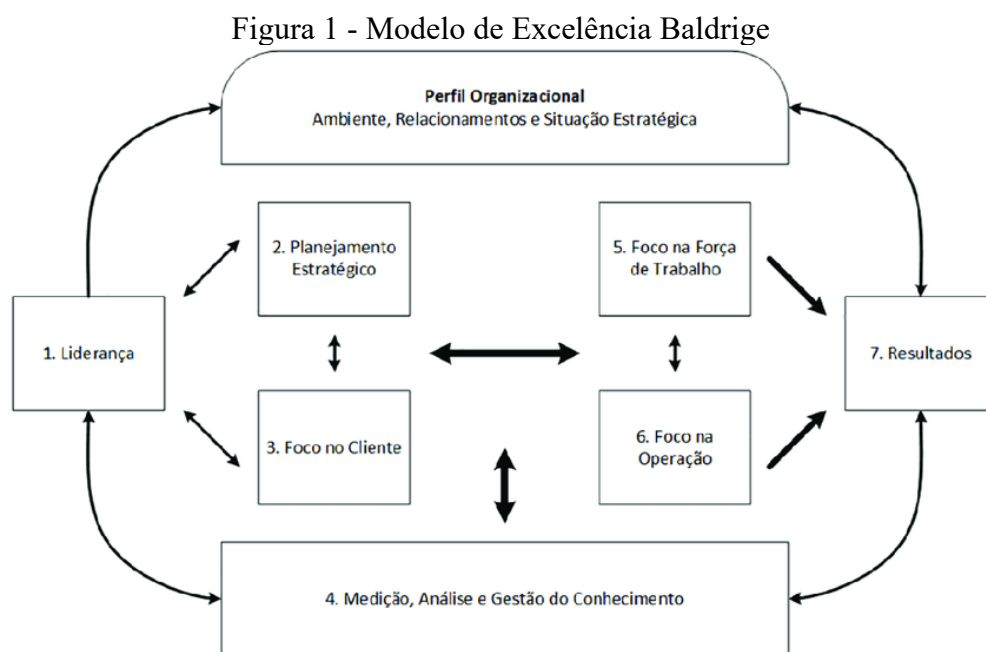 Figura 1 - Modelo de Excelência Baldrige
Perfil Organizacional
Ambiente, Relacionamentos e Situação Estratégica
2. Planejamento
Estratégico
5. Foco na Força
de Trabalho
1. Liderança
7. Resultados
3. Foco no Cliente
6. Foco na
Operação
4. Medição, Análise e Gestão do Conhecimento